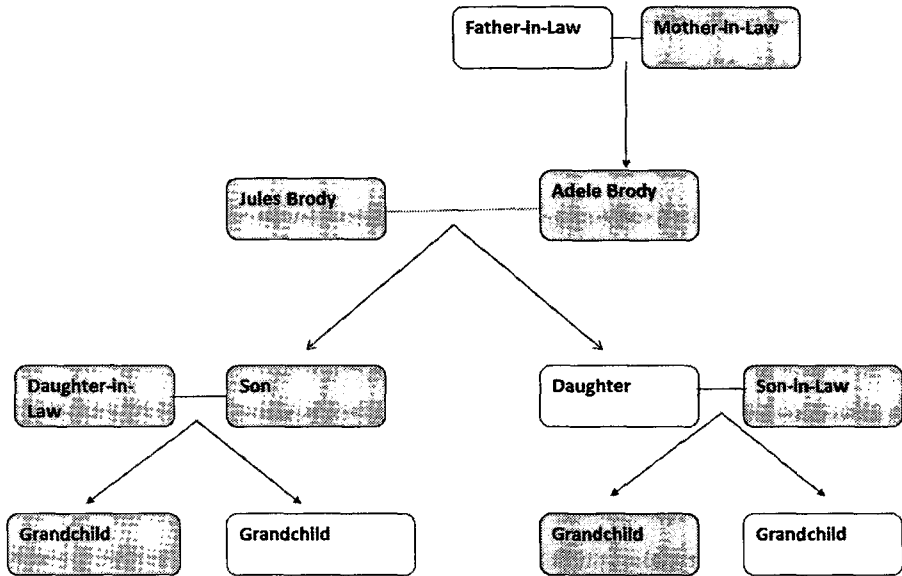 Father-in-Law
Mother-in-Law
Jules Brody
Adele Brody
Daughter-in-
Law
Son
Daughter
Son-in-Law
Grandchild
Grandchild
Grandchild
Grandchild